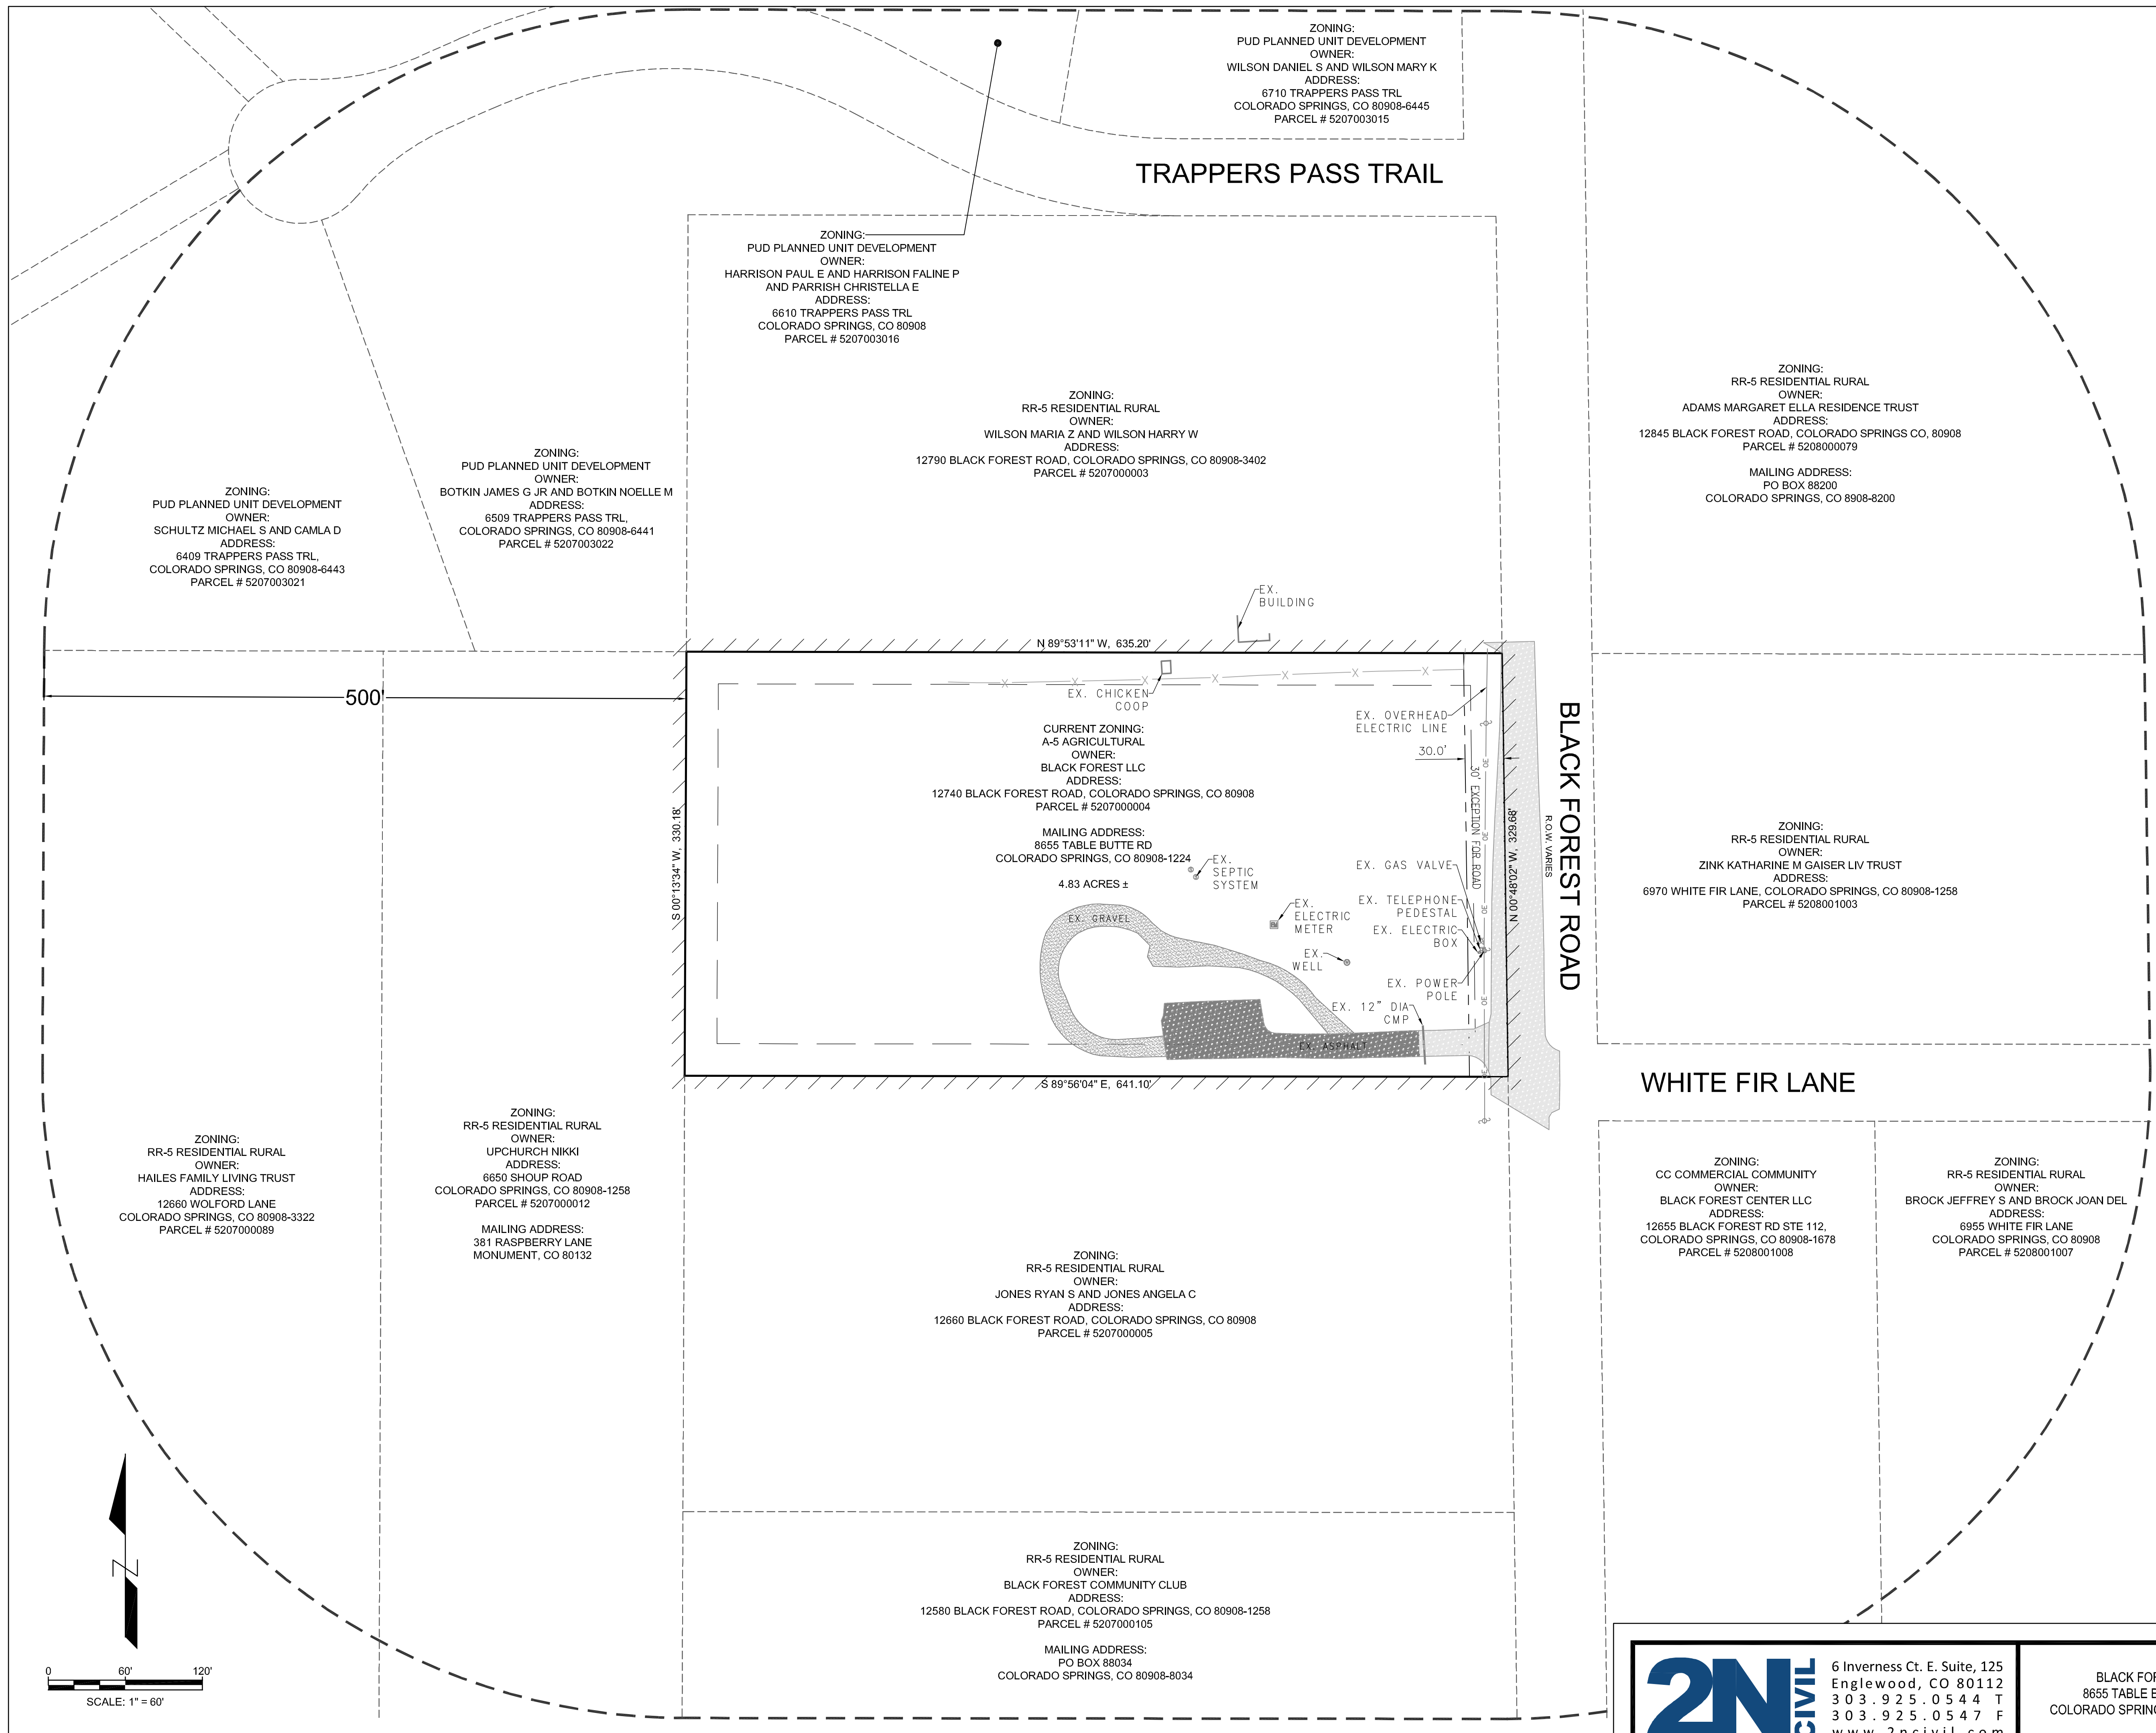 ZONING:
PUD PLANNED UNIT DEVELOPMENT
OWNER:
WILSON DANIEL S AND WILSON MARY K
ADDRESS:
6710 TRAPPERS PASS TRL
COLORADO SPRINGS, CO 80908-6445
PARCEL # 5207003015
TRAPPERS PASS TRAIL
ZONING:
PUD PLANNED UNIT DEVELOPMENT
OWNER:
HARRISON PAUL E AND HARRISON FALINE P
AND PARRISH CHRISTELLA E
ADDRESS:
6610 TRAPPERS PASS TRL
COLORADO SPRINGS, CO 80908
PARCEL # 5207003016
ZONING:
RR-5 RESIDENTIAL RURAL
OWNER:
WILSON MARIA Z AND WILSON HARRY W
ADDRESS:
12790 BLACK FOREST ROAD, COLORADO SPRINGS, CO 80908-3402
PARCEL # 5207000003
ZONING:
RR-5 RESIDENTIAL RURAL
OWNER:
ADAMS MARGARET ELLA RESIDENCE TRUST
ADDRESS:
12845 BLACK FOREST ROAD, COLORADO SPRINGS CO, 80908
PARCEL # 5208000079
MAILING ADDRESS:
PO BOX 88200
COLORADO SPRINGS, CO 8908-8200
ZONING:
PUD PLANNED UNIT DEVELOPMENT
OWNER:
BOTKIN JAMES G JR AND BOTKIN NOELLE M
ADDRESS:
6509 TRAPPERS PASS TRL,
COLORADO SPRINGS, CO 80908-6441
PARCEL # 5207003022
ZONING:
PUD PLANNED UNIT DEVELOPMENT
OWNER:
SCHULTZ MICHAEL S AND CAMLA D
ADDRESS:
6409 TRAPPERS PASS TRL,
COLORADO SPRINGS, CO 80908-6443
PARCEL # 5207003021
EX.
BUILDING
N 89°53'11" W, 635.20'
500'
EX. CHICKEN
COOP
EX. OVERHEAD
ELECTRIC LINE
30.0'
30' EXCEPTION FOR ROAD
CURRENT ZONING:
A-5 AGRICULTURAL
OWNER:
BLACK FOREST LLC
ADDRESS:
12740 BLACK FOREST ROAD, COLORADO SPRINGS, CO 80908
PARCEL # 5207000004
MAILING ADDRESS:
8655 TABLE BUTTE RD
COLORADO SPRINGS, CO 80908-1224
4.83 ACRES ±
S 00°13'34" W, 330.18'
N 00°48'02" W, 329.68'
R.O.W. VARIES
BLACK FOREST ROAD
EX.
SEPTIC
SYSTEM
EX. GRAVEL
EX.
ELECTRIC
METER
EM
EX.
WELL
EX. GAS VALVE
EX. TELEPHONE
PEDESTAL
EX. ELECTRIC
BOX
EX. POWER
POLE
EX. 12" DIA
CMP
EX. ASPHALT
S 89°56'04" E, 641.10'
ZONING:
RR-5 RESIDENTIAL RURAL
OWNER:
ZINK KATHARINE M GAISER LIV TRUST
ADDRESS:
6970 WHITE FIR LANE, COLORADO SPRINGS, CO 80908-1258
PARCEL # 5208001003
WHITE FIR LANE
ZONING:
RR-5 RESIDENTIAL RURAL
OWNER:
HAILES FAMILY LIVING TRUST
ADDRESS:
12660 WOLFORD LANE
COLORADO SPRINGS, CO 80908-3322
PARCEL # 5207000089
ZONING:
RR-5 RESIDENTIAL RURAL
OWNER:
UPCHURCH NIKKI
ADDRESS:
6650 SHOUP ROAD
COLORADO SPRINGS, CO 80908-1258
PARCEL # 5207000012
MAILING ADDRESS:
381 RASPBERRY LANE
MONUMENT, CO 80132
ZONING:
CC COMMERCIAL COMMUNITY
OWNER:
BLACK FOREST CENTER LLC
ADDRESS:
12655 BLACK FOREST RD STE 112,
COLORADO SPRINGS, CO 80908-1678
PARCEL # 5208001008
ZONING:
RR-5 RESIDENTIAL RURAL
OWNER:
BROCK JEFFREY S AND BROCK JOAN DEL
ADDRESS:
6955 WHITE FIR LANE
COLORADO SPRINGS, CO 80908
PARCEL # 5208001007
ZONING:
RR-5 RESIDENTIAL RURAL
OWNER:
JONES RYAN S AND JONES ANGELA C
ADDRESS:
12660 BLACK FOREST ROAD, COLORADO SPRINGS, CO 80908
PARCEL # 5207000005
ZONING:
RR-5 RESIDENTIAL RURAL
OWNER:
BLACK FOREST COMMUNITY CLUB
ADDRESS:
12580 BLACK FOREST ROAD, COLORADO SPRINGS, CO 80908-1258
PARCEL # 5207000105
MAILING ADDRESS:
PO BOX 88034
COLORADO SPRINGS, CO 80908-8034
N
0 60' 120'
SCALE: 1" = 60'
2N CIVIL
6 Inverness Ct. E. Suite, 125
Englewood, CO 80112
303.925.0544 T
303.925.0547 F
www.2ncivil.com
BLACK FOR
8655 TABLE B
COLORADO SPRIN